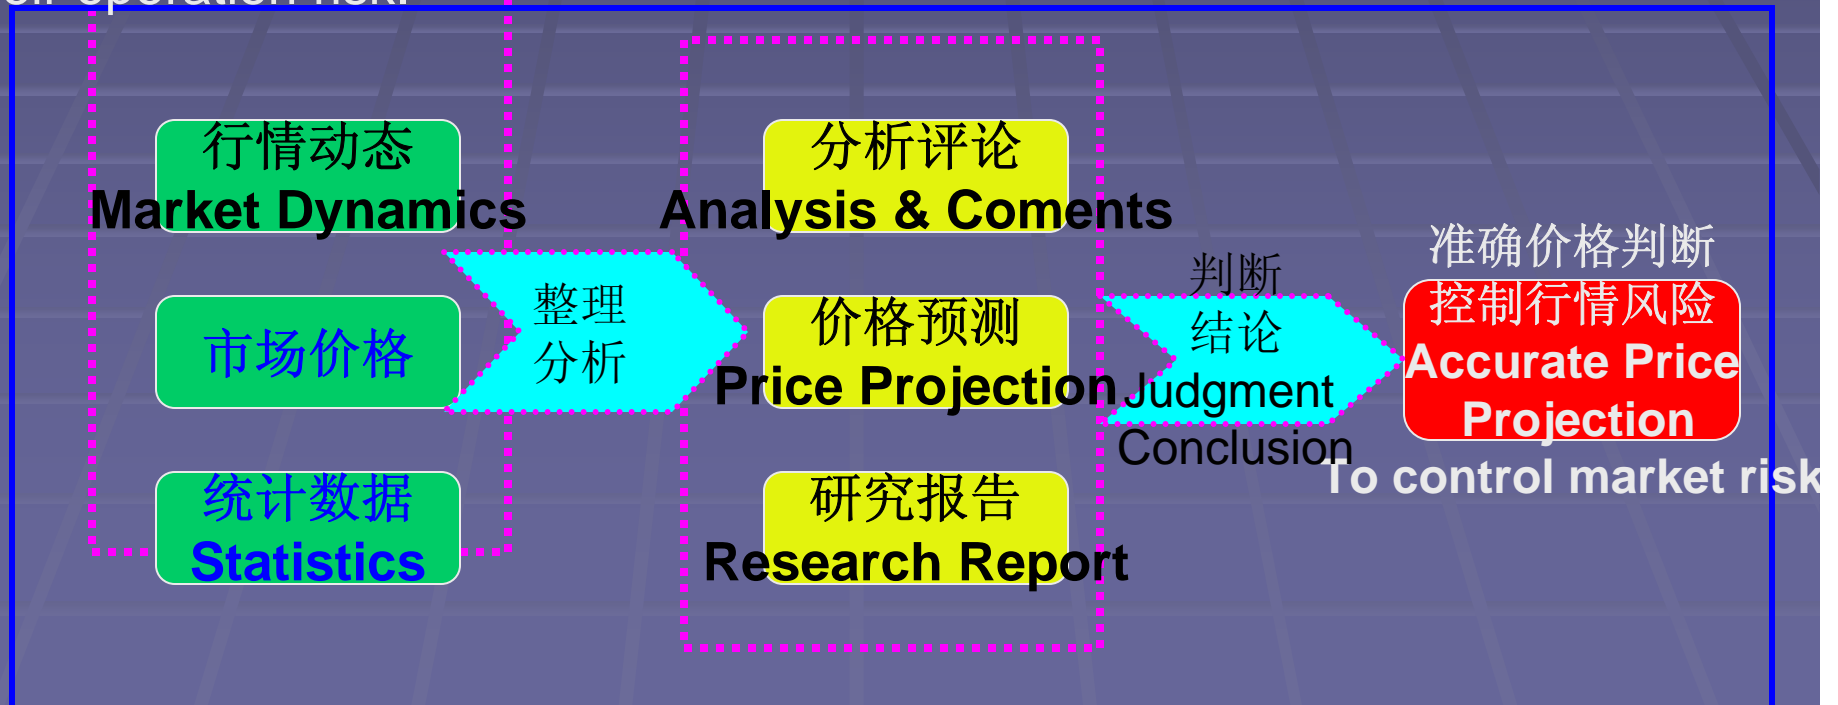 operation risk.
行情动态
Market Dynamics
市场价格
统计数据
Statistics
整理
分析
分析评论
Analysis & Coments
价格预测
Price Projection
研究报告
Research Report
判断
结论
Judgment
Conclusion
准确价格判断
控制行情风险
Accurate Price
Projection
To control market risk